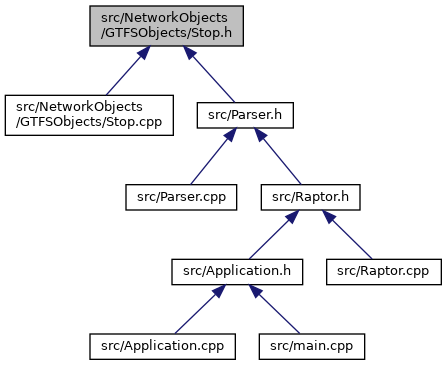 src/NetworkObjects
/GTFSObjects/Stop.h
src/NetworkObjects
/GTFSObjects/Stop.cpp
src/Parser.h
src/Parser.cpp
src/Raptor.h
src/Application.h
src/Raptor.cpp
src/Application.cpp
src/main.cpp